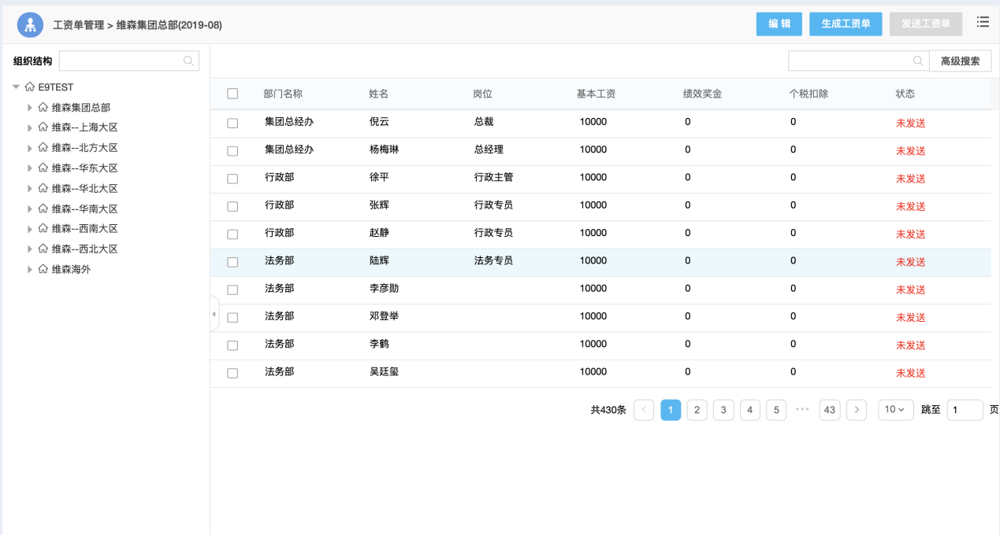 工资单管理 > 维森集团总部(2019-08)
编 辑 生成工资单 发送工资单
组织结构
高级搜索
E9TEST
维森集团总部
维森--上海大区
维森--北方大区
维森--华东大区
维森--华北大区
维森--华南大区
维森--西南大区
维森--西北大区
维森海外
部门名称 姓名 岗位 基本工资 绩效奖金 个税扣除 状态
集团总经办 倪云 总裁 10000 0 0 未发送
集团总经办 杨梅琳 总经理 10000 0 0 未发送
行政部 徐平 行政主管 10000 0 0 未发送
行政部 张辉 行政专员 10000 0 0 未发送
行政部 赵静 行政专员 10000 0 0 未发送
法务部 陆辉 法务专员 10000 0 0 未发送
法务部 李彦勋 10000 0 0 未发送
法务部 邓登举 10000 0 0 未发送
法务部 李鹤 10000 0 0 未发送
法务部 吴廷玺 10000 0 0 未发送
共430条 < 1 2 3 4 5 ••• 43 > 10 跳至 1 页